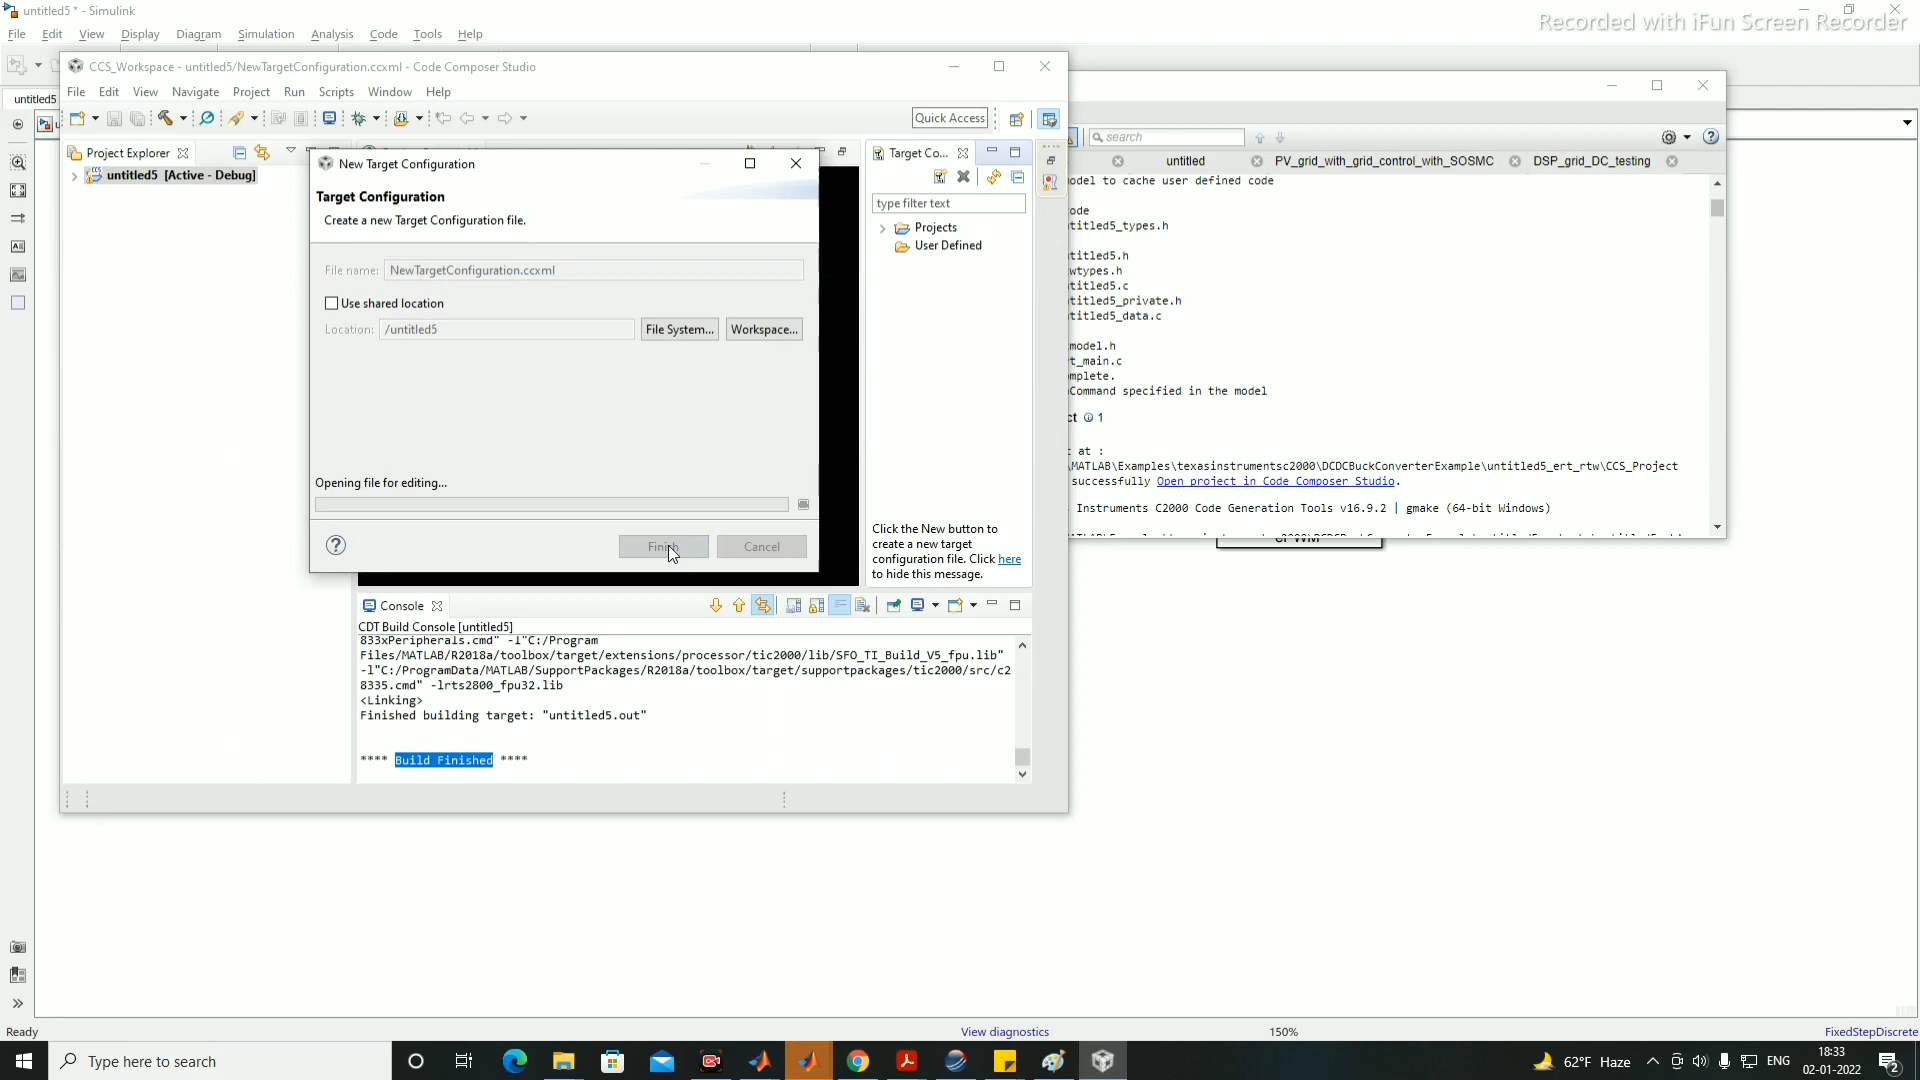 untitled5 * - Simulink
Recorded with iFun Screen Recorder
File Edit View Display Diagram Simulation Analysis Code Tools Help
untitled5
CCS_Workspace - untitled5/NewTargetConfiguration.ccxml - Code Composer Studio
File Edit View Navigate Project Run Scripts Window Help
Quick Access
Project Explorer
untitled5 [Active - Debug]
New Target Configuration
Target Configuration
Create a new Target Configuration file.
File name: NewTargetConfiguration.ccxml
Use shared location
Location: /untitled5 File System... Workspace...
Opening file for editing...
Finish Cancel
Target Co...
type filter text
Projects
User Defined
Click the New button to
create a new target
configuration file. Click here
to hide this message.
Console
CDT Build Console [untitled5]
833xPeripherals.cmd" -l"C:/Program
Files/MATLAB/R2018a/toolbox/target/extensions/processor/tic2000/lib/SFO_TI_Build_V5_fpu.lib"
-l"C:/ProgramData/MATLAB/SupportPackages/R2018a/toolbox/target/supportpackages/tic2000/src/c2
8335.cmd" -lrts2800_fpu32.lib
<Linking>
Finished building target: "untitled5.out"
**** Build Finished ****
search
untitled PV_grid_with_grid_control_with_SOSMC DSP_grid_DC_testing
odel to cache user defined code
ode
titled5_types.h
titled5.h
wtypes.h
titled5.c
titled5_private.h
titled5_data.c
model.h
t_main.c
mplete.
Command specified in the model
ct 1
t at :
\MATLAB\Examples\texasinstrumentsc2000\DCDCBuckConverterExample\untitled5_ert_rtw\CCS_Project
successfully Open project in Code Composer Studio.
Instruments C2000 Code Generation Tools v16.9.2 | gmake (64-bit Windows)
Ready
View diagnostics
150%
FixedStepDiscrete
Type here to search
62°F Haze
ENG
18:33
02-01-2022
2